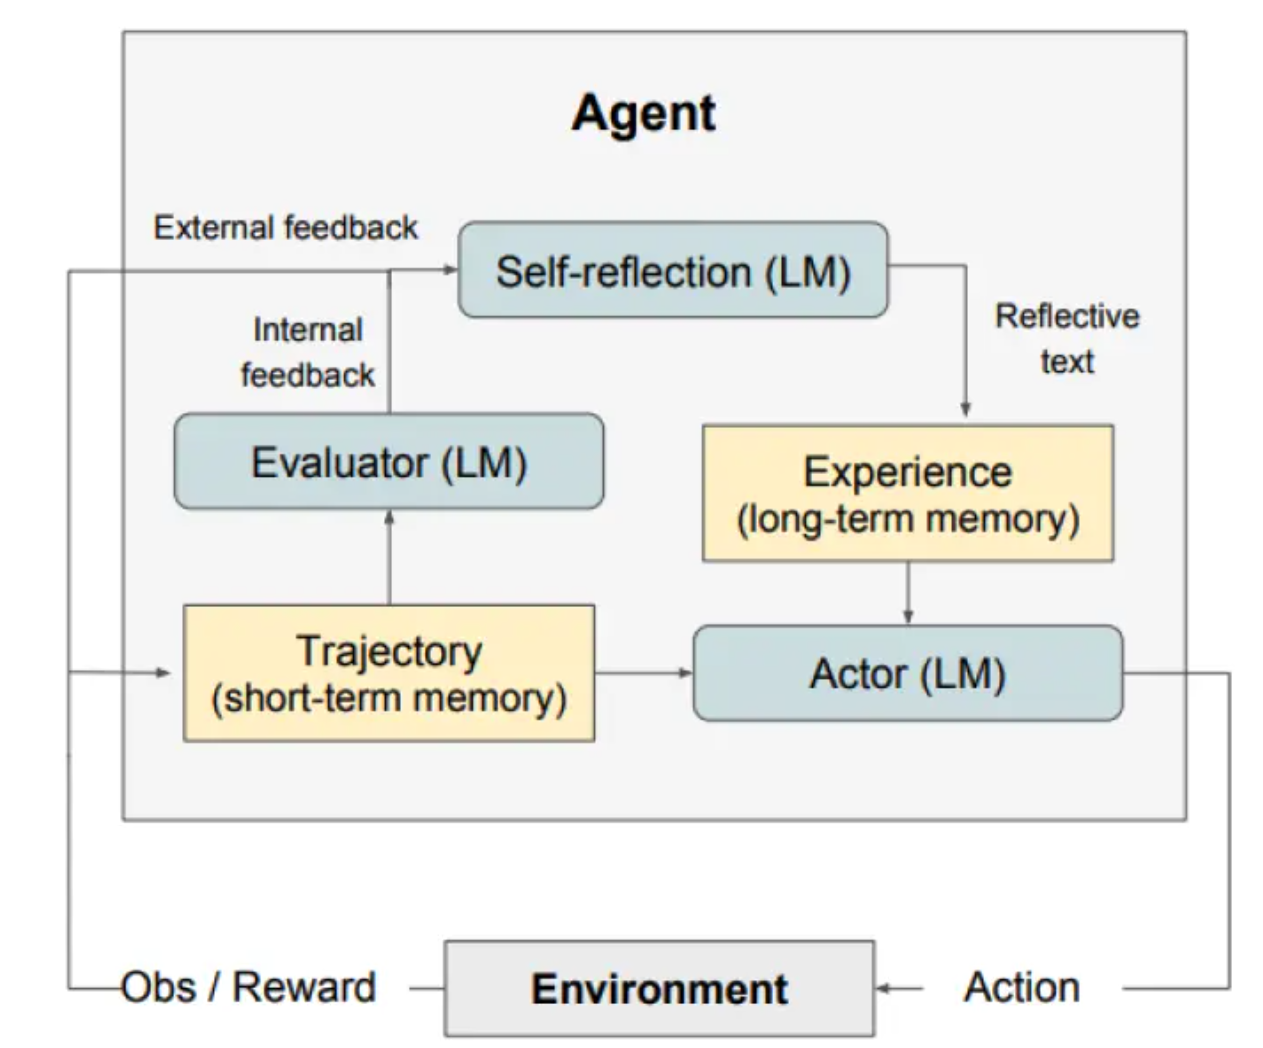 Agent
External feedback
Self-reflection (LM)
Internal
feedback
Reflective
text
Evaluator (LM)
Experience
(long-term memory)
Trajectory
(short-term memory)
Actor (LM)
Obs / Reward
Environment
Action